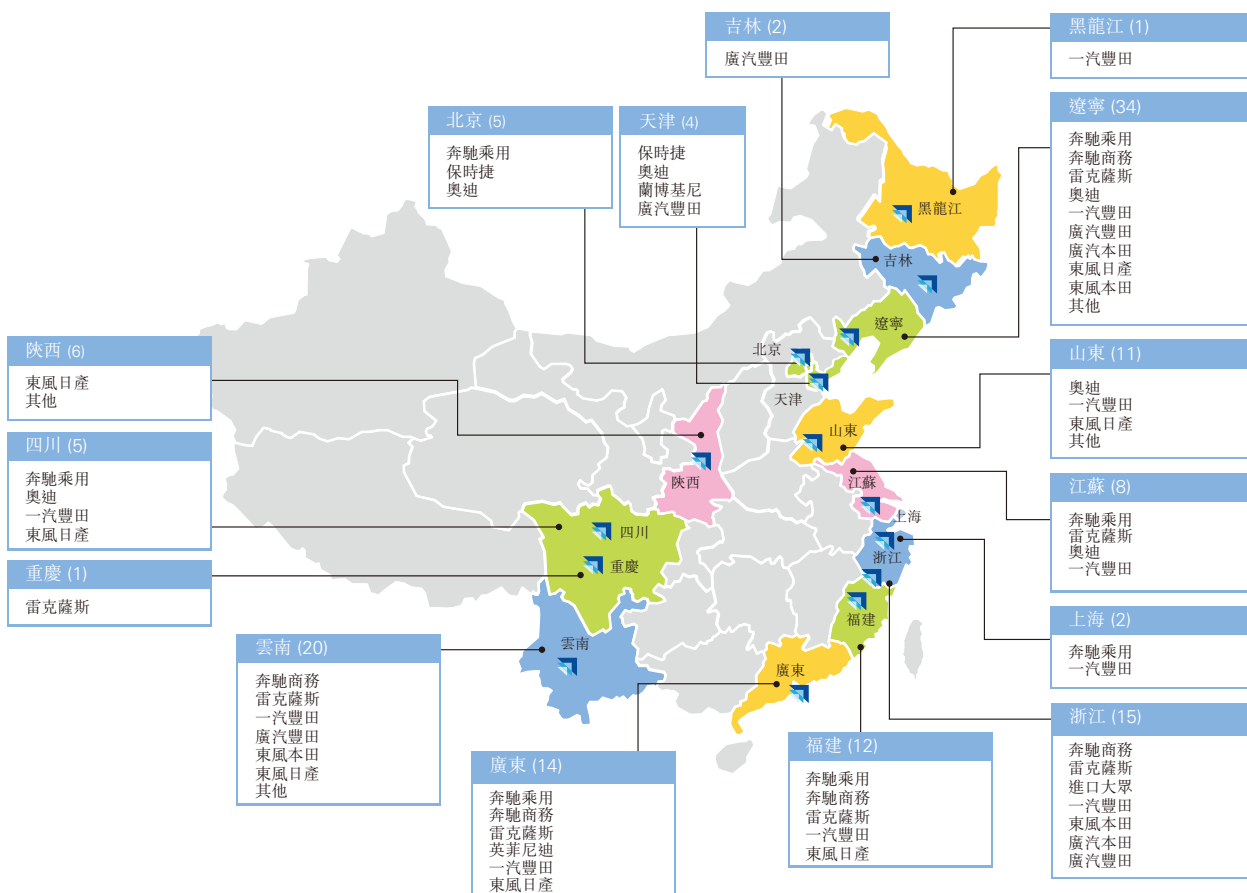 吉林 (2)
廣汽豐田
黑龍江 (1)
一汽豐田
北京 (5)
奔馳乘用
保時捷
奧迪
天津 (4)
保時捷
奧迪
蘭博基尼
廣汽豐田
遼寧 (34)
奔馳乘用
奔馳商務
雷克薩斯
奧迪
一汽豐田
廣汽豐田
廣汽本田
東風日產
東風本田
其他
陝西 (6)
東風日產
其他
山東 (11)
奧迪
一汽豐田
東風日產
其他
四川 (5)
奔馳乘用
奧迪
一汽豐田
東風日產
江蘇 (8)
奔馳乘用
雷克薩斯
奧迪
一汽豐田
重慶 (1)
雷克薩斯
上海 (2)
奔馳乘用
一汽豐田
雲南 (20)
奔馳商務
雷克薩斯
一汽豐田
廣汽豐田
東風本田
東風日產
其他
廣東 (14)
奔馳乘用
奔馳商務
雷克薩斯
英菲尼迪
一汽豐田
東風日產
福建 (12)
奔馳乘用
奔馳商務
雷克薩斯
一汽豐田
東風日產
浙江 (15)
奔馳商務
雷克薩斯
進口大眾
一汽豐田
東風本田
廣汽本田
廣汽豐田
黑龍江
吉林
遼寧
北京
天津
山東
陝西
江蘇
上海
四川
浙江
重慶
福建
雲南
廣東